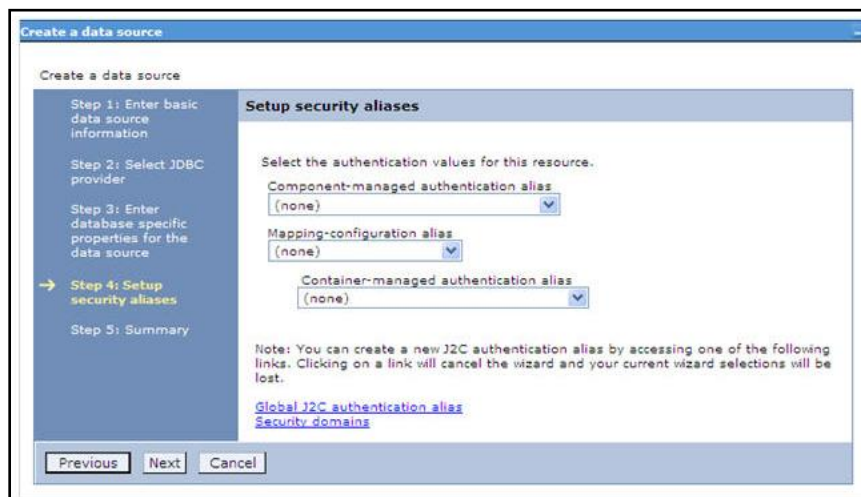 Create a data source
Create a data source
Step 1: Enter basic
data source
information
Step 2: Select JDBC
provider
Step 3: Enter
database specific
properties for the
data source
Step 4: Setup
security aliases
Step 5: Summary
Setup security aliases
Select the authentication values for this resource.
Component-managed authentication alias
(none)
Mapping-configuration alias
(none)
Container-managed authentication alias
(none)
Note: You can create a new J2C authentication alias by accessing one of the following
links. Clicking on a link will cancel the wizard and your current wizard selections will be
lost.
Global J2C authentication alias
Security domains
Previous Next Cancel